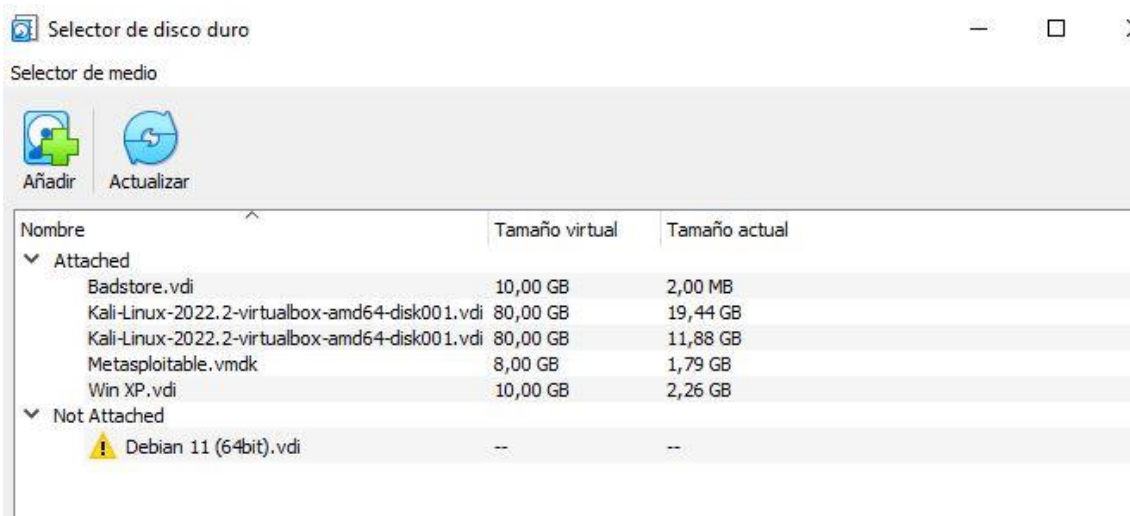 Selector de disco duro
Selector de medio
Añadir Actualizar
Nombre Tamaño virtual Tamaño actual
Attached
Badstore.vdi 10,00 GB 2,00 MB
Kali-Linux-2022.2-virtualbox-amd64-disk001.vdi 80,00 GB 19,44 GB
Kali-Linux-2022.2-virtualbox-amd64-disk001.vdi 80,00 GB 11,88 GB
Metasploitable.vmdk 8,00 GB 1,79 GB
Win XP.vdi 10,00 GB 2,26 GB
Not Attached
Debian 11 (64bit).vdi -- --